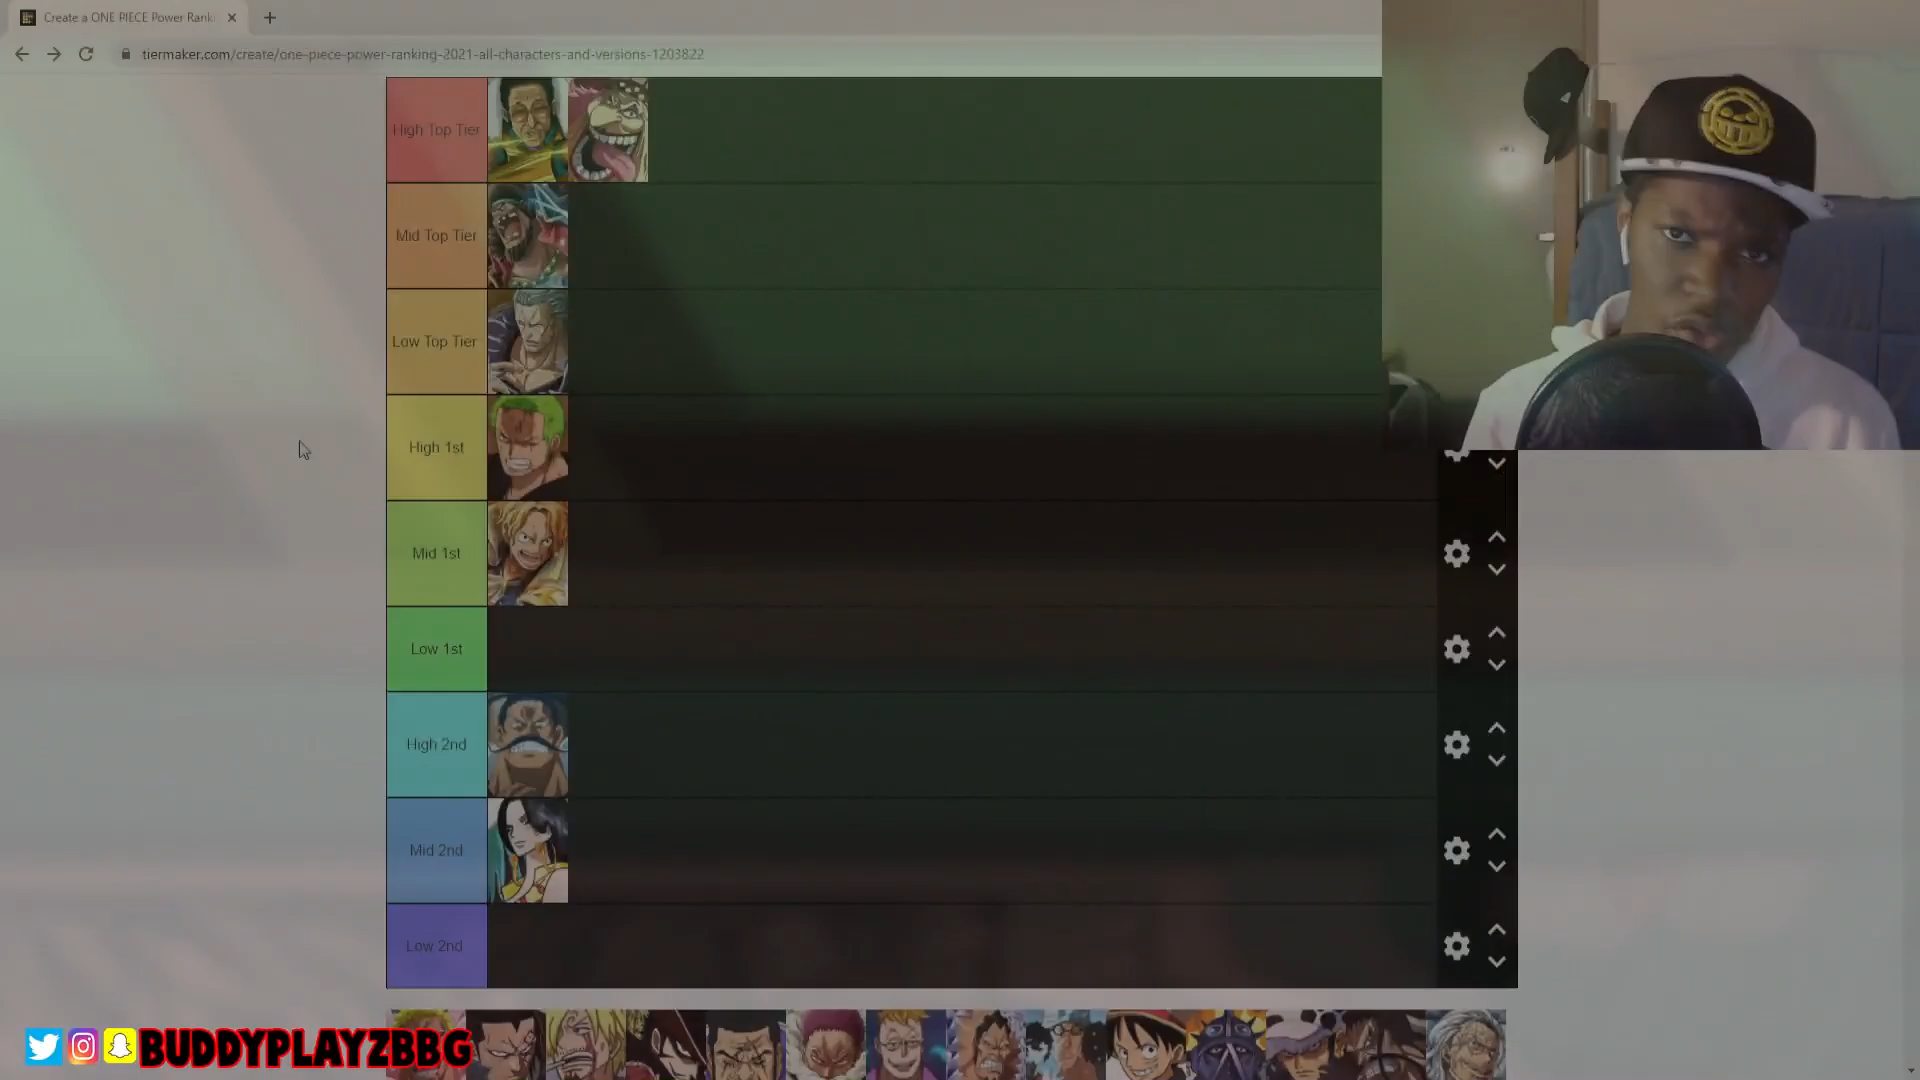 Create a ONE PIECE Power Rank
tiermaker.com/create/one-piece-power-ranking-2021-all-characters-and-versions-1203822
High Top Tier
Mid Top Tier
Low Top Tier
High 1st
Mid 1st
Low 1st
High 2nd
Mid 2nd
Low 2nd
BUDDYPLAYZBBG